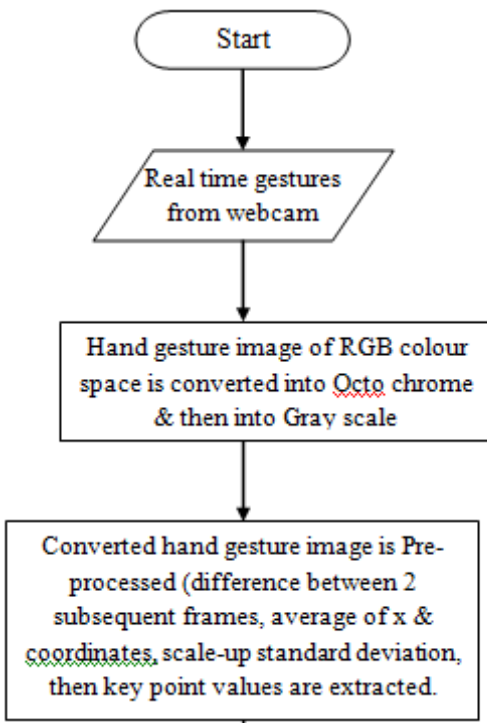 Start
Real time gestures
from webcam
Hand gesture image of RGB colour
space is converted into Octo chrome
& then into Gray scale
Converted hand gesture image is Pre-
processed (difference between 2
subsequent frames, average of x &
coordinates, scale-up standard deviation,
then key point values are extracted.